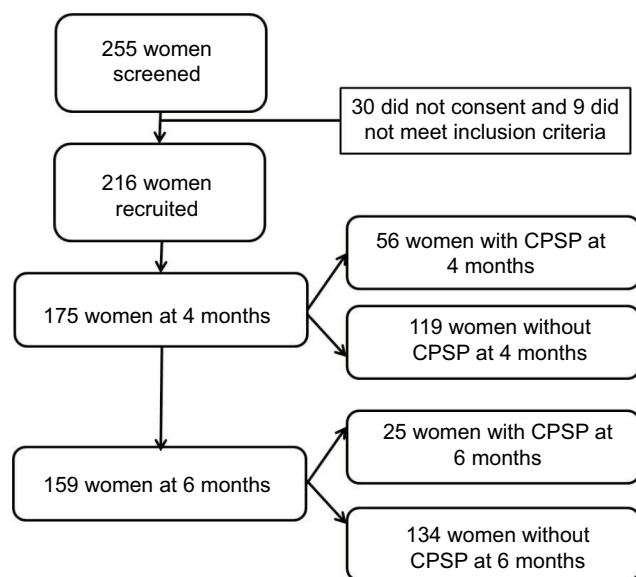 255 women
screened
30 did not consent and 9 did
not meet inclusion criteria
216 women
recruited
56 women with CPSP at
4 months
175 women at 4 months
119 women without
CPSP at 4 months
25 women with CPSP at
6 months
159 women at 6 months
134 women without
CPSP at 6 months